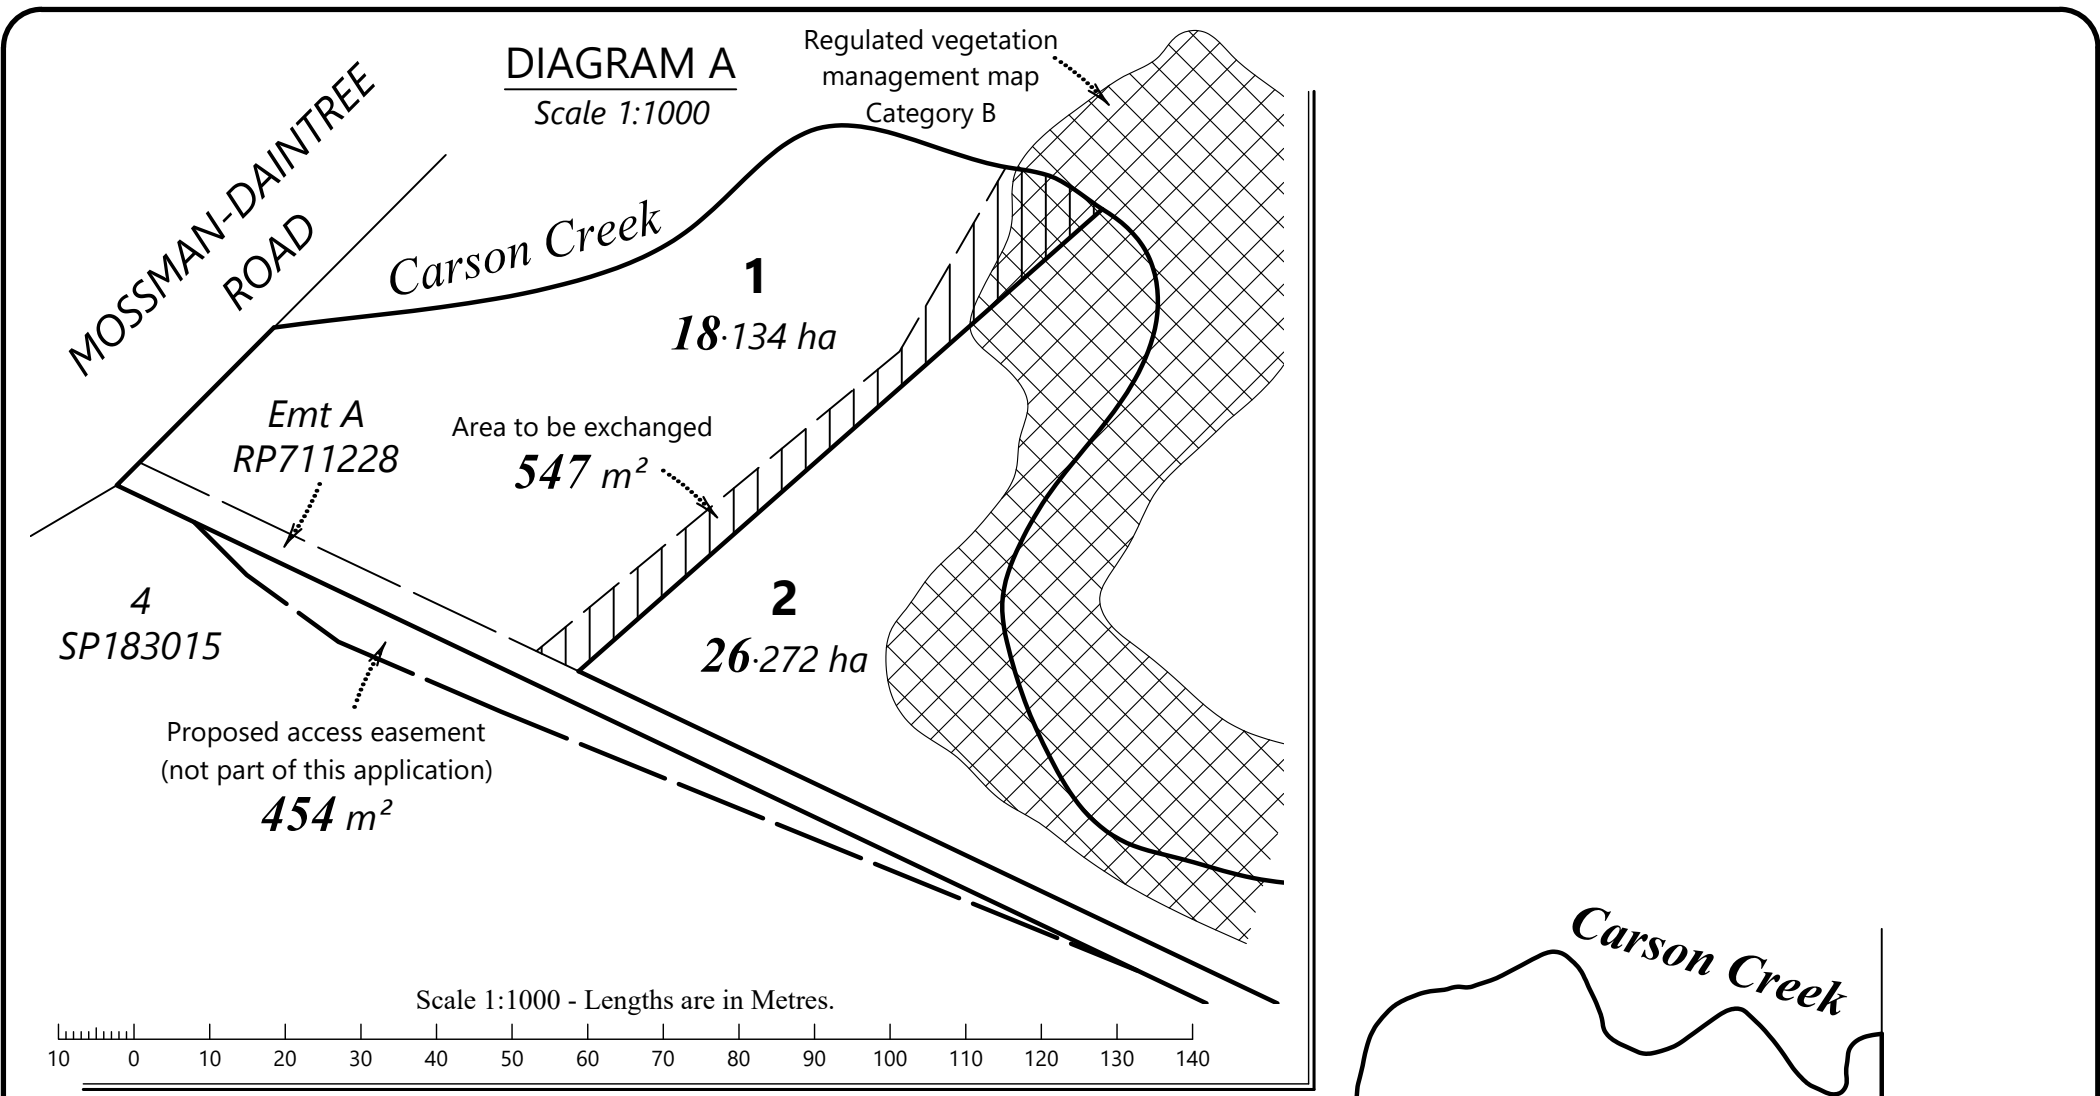 DIAGRAM A
Scale 1:1000
Regulated vegetation
management map
Category B
MOSSMAN-DAINTREE
ROAD
Carson Creek
1
18·134 ha
Emt A
RP711228
Area to be exchanged
547 m²
4
SP183015
2
26·272 ha
Proposed access easement
(not part of this application)
454 m²
Carson Creek
Scale 1:1000 - Lengths are in Metres.
10 0 10 20 30 40 50 60 70 80 90 100 110 120 130 140